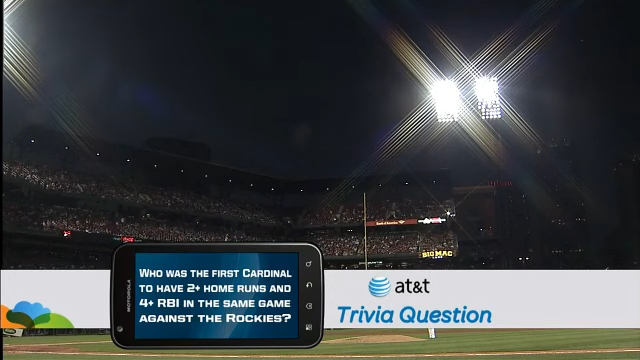 BIG MAC
WHO WAS THE FIRST CARDINAL
TO HAVE 2+ HOME RUNS AND
4+ RBI IN THE SAME GAME
AGAINST THE ROCKIES?
MOTOROLA
at&t
Trivia Question